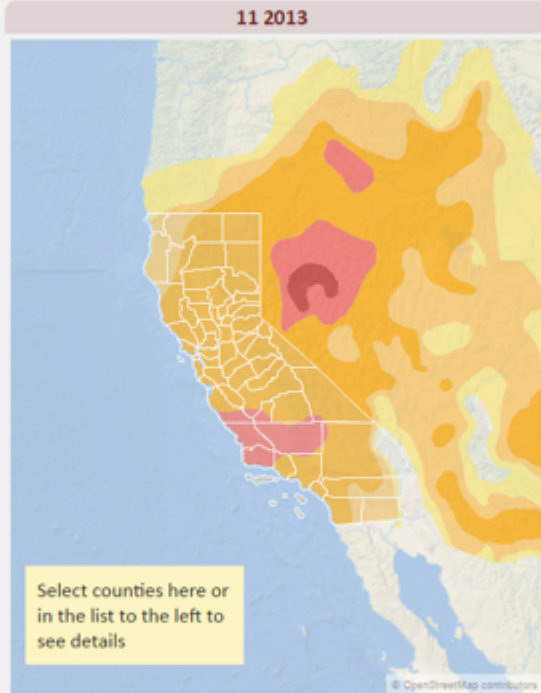 11 2013
Select counties here or
in the list to the left to
see details
© OpenStreetMap contributors